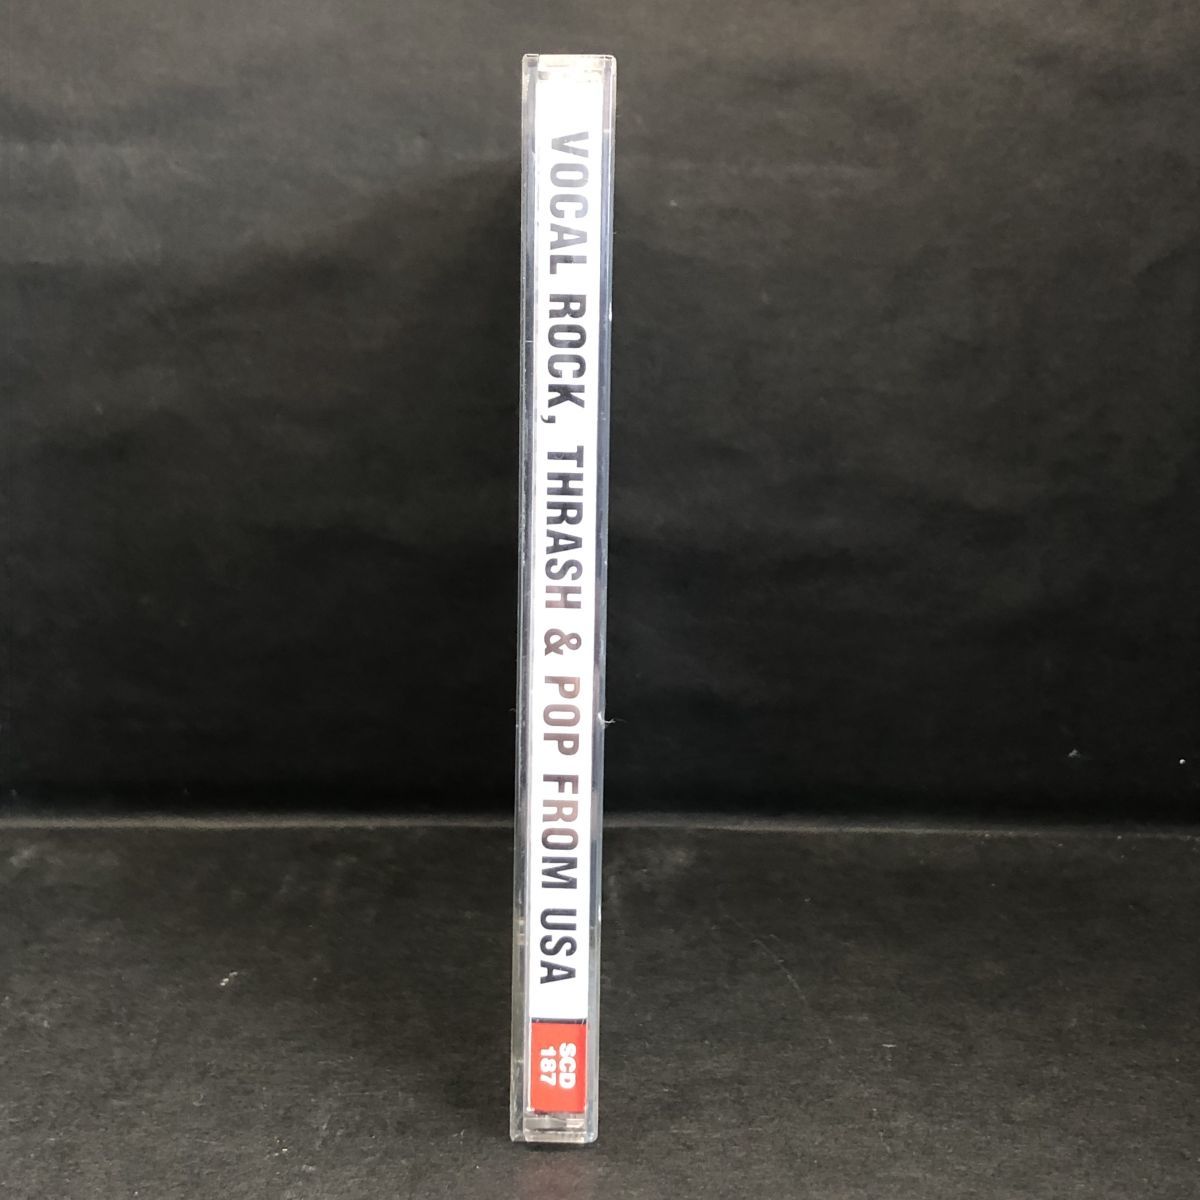 VOCAL ROCK, THRASH & POP FROM USA
SCD
187